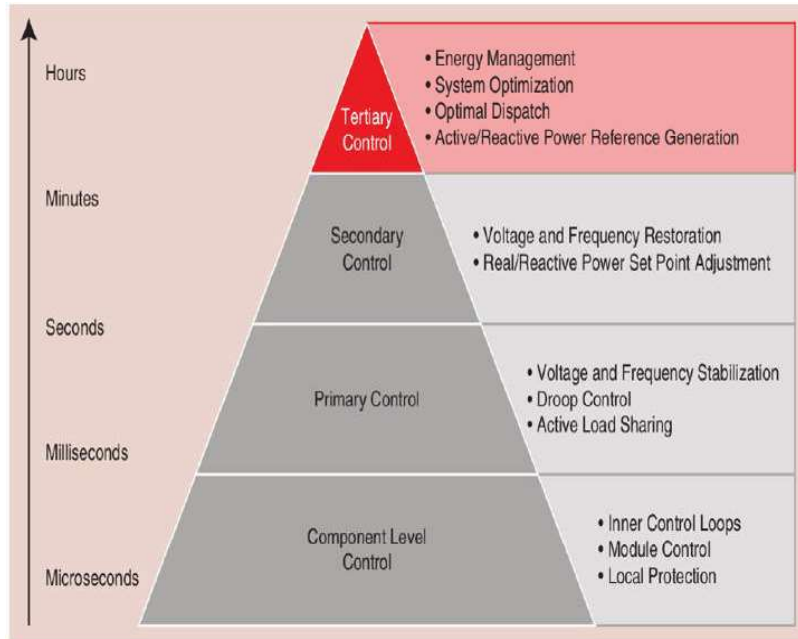 Hours
Tertiary
Control
• Energy Management
• System Optimization
• Optimal Dispatch
• Active/Reactive Power Reference Generation
Minutes
Secondary
Control
• Voltage and Frequency Restoration
• Real/Reactive Power Set Point Adjustment
Seconds
Primary Control
• Voltage and Frequency Stabilization
• Droop Control
• Active Load Sharing
Milliseconds
Component Level
Control
• Inner Control Loops
• Module Control
• Local Protection
Microseconds